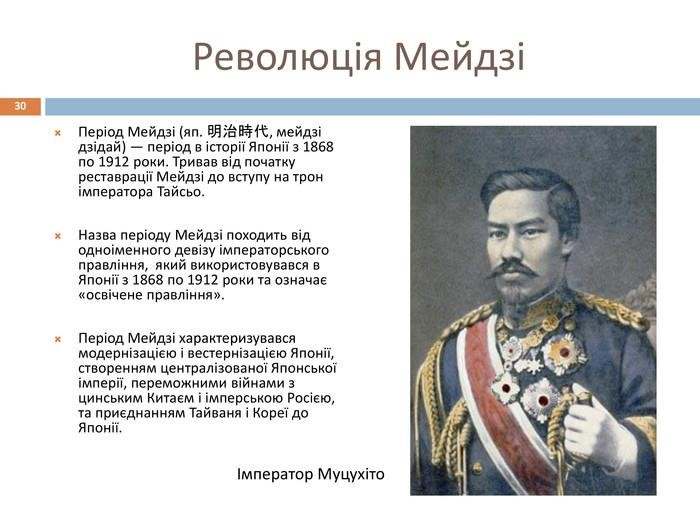 Революція Мейдзі
30
Період Мейдзі (яп. 明治時代, мейдзі
дзідай) — період в історії Японії з 1868
по 1912 роки. Тривав від початку
реставрації Мейдзі до вступу на трон
імператора Тайсьо.
Назва періоду Мейдзі походить від
одноіменного девізу імператорського
правління, який використовувався в
Японії з 1868 по 1912 роки та означає
«освічене правління».
Період Мейдзі характеризувався
модернізацією і вестернізацією Японії,
створенням централізованої Японської
імперії, переможними війнами з
цинським Китаєм і імперською Росією,
та приєднанням Тайваня і Кореї до
Японії.
Імператор Муцухіто